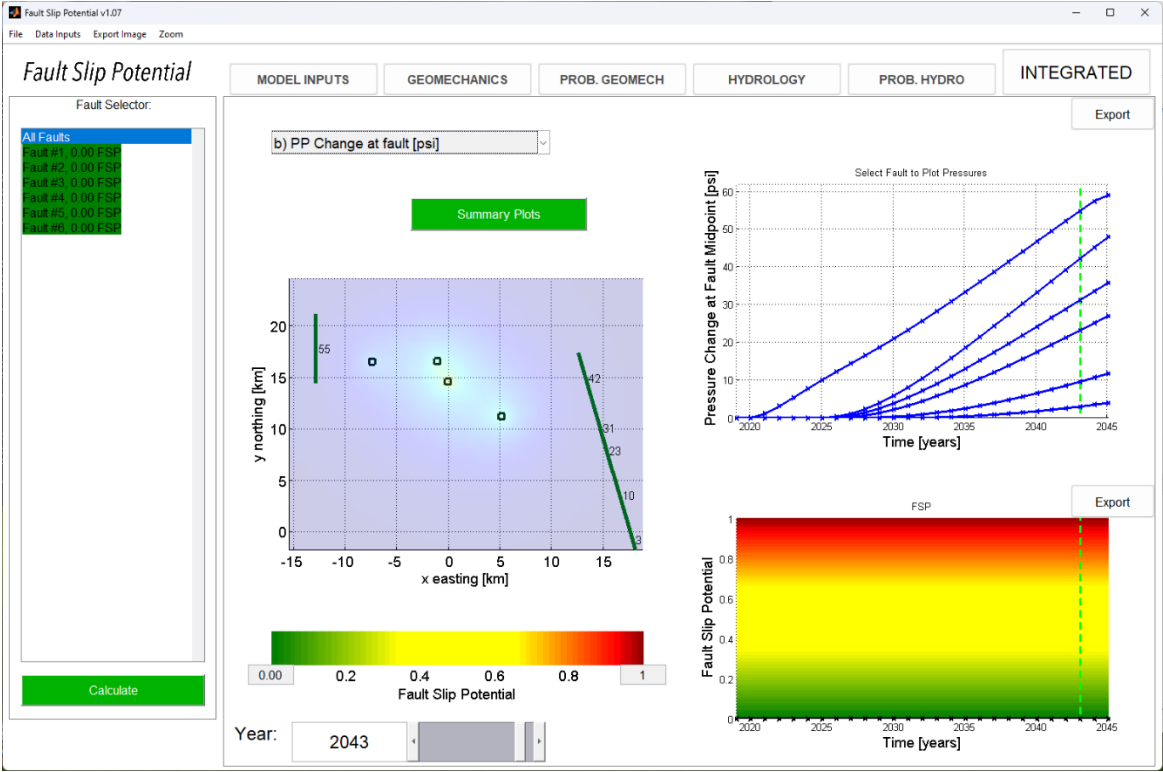 Fault Slip Potential v1.07
File Data Inputs Export Image Zoom
Fault Slip Potential
MODEL INPUTS GEOMECHANICS PROB. GEOMECH HYDROLOGY PROB. HYDRO INTEGRATED
Fault Selector:
All Faults
Fault #1, 0.00 FSP
Fault #2, 0.00 FSP
Fault #3, 0.00 FSP
Fault #4, 0.00 FSP
Fault #5, 0.00 FSP
Fault #6, 0.00 FSP
Calculate
b) PP Change at fault [psi]
Summary Plots
y northing [km]
20
15
10
5
0
55
42
31
23
10
3
-15 -10 -5 0 5 10 15
x easting [km]
0.00 0.2 0.4 0.6 0.8 1
Fault Slip Potential
Year: 2043
Export
Select Fault to Plot Pressures
Pressure Change at Fault Midpoint [psi]
60
50
40
30
20
10
0
2020 2025 2030 2035 2040 2045
Time [years]
Export
FSP
Fault Slip Potential
1
0.8
0.6
0.4
0.2
0
2020 2025 2030 2035 2040 2045
Time [years]